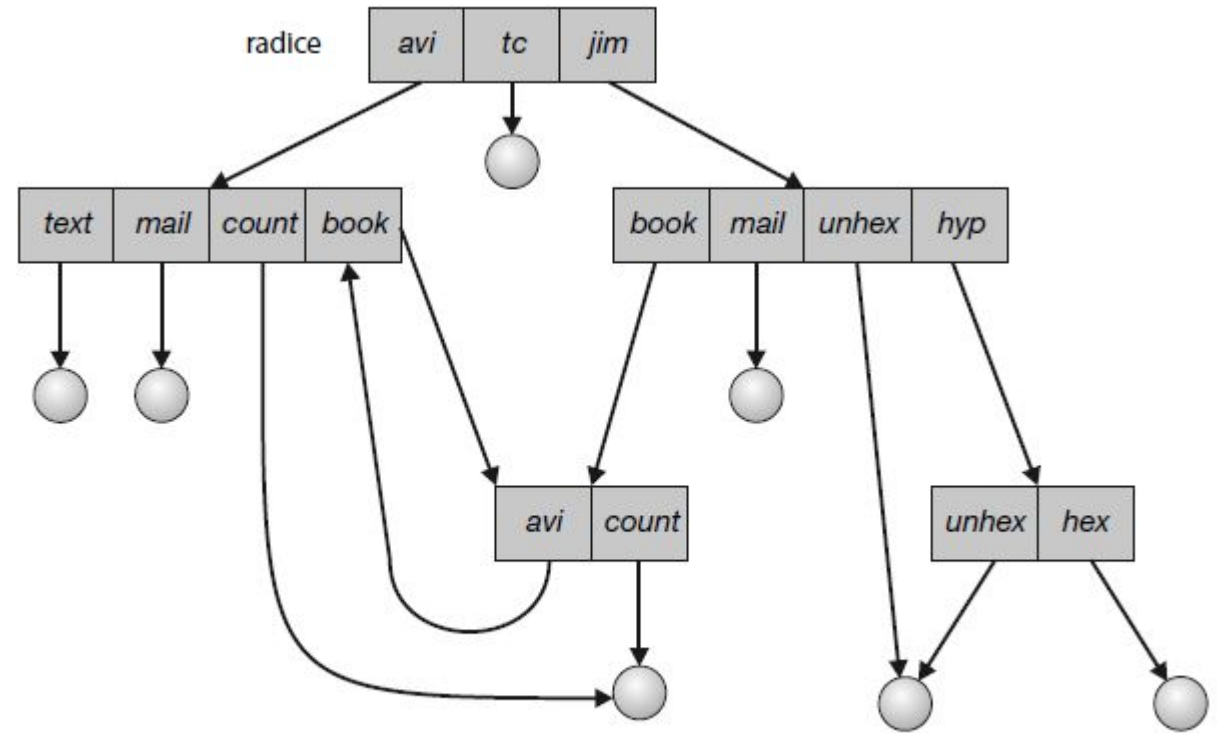 radice avi tc jim
text mail count book book mail unhex hyp
avi count unhex hex